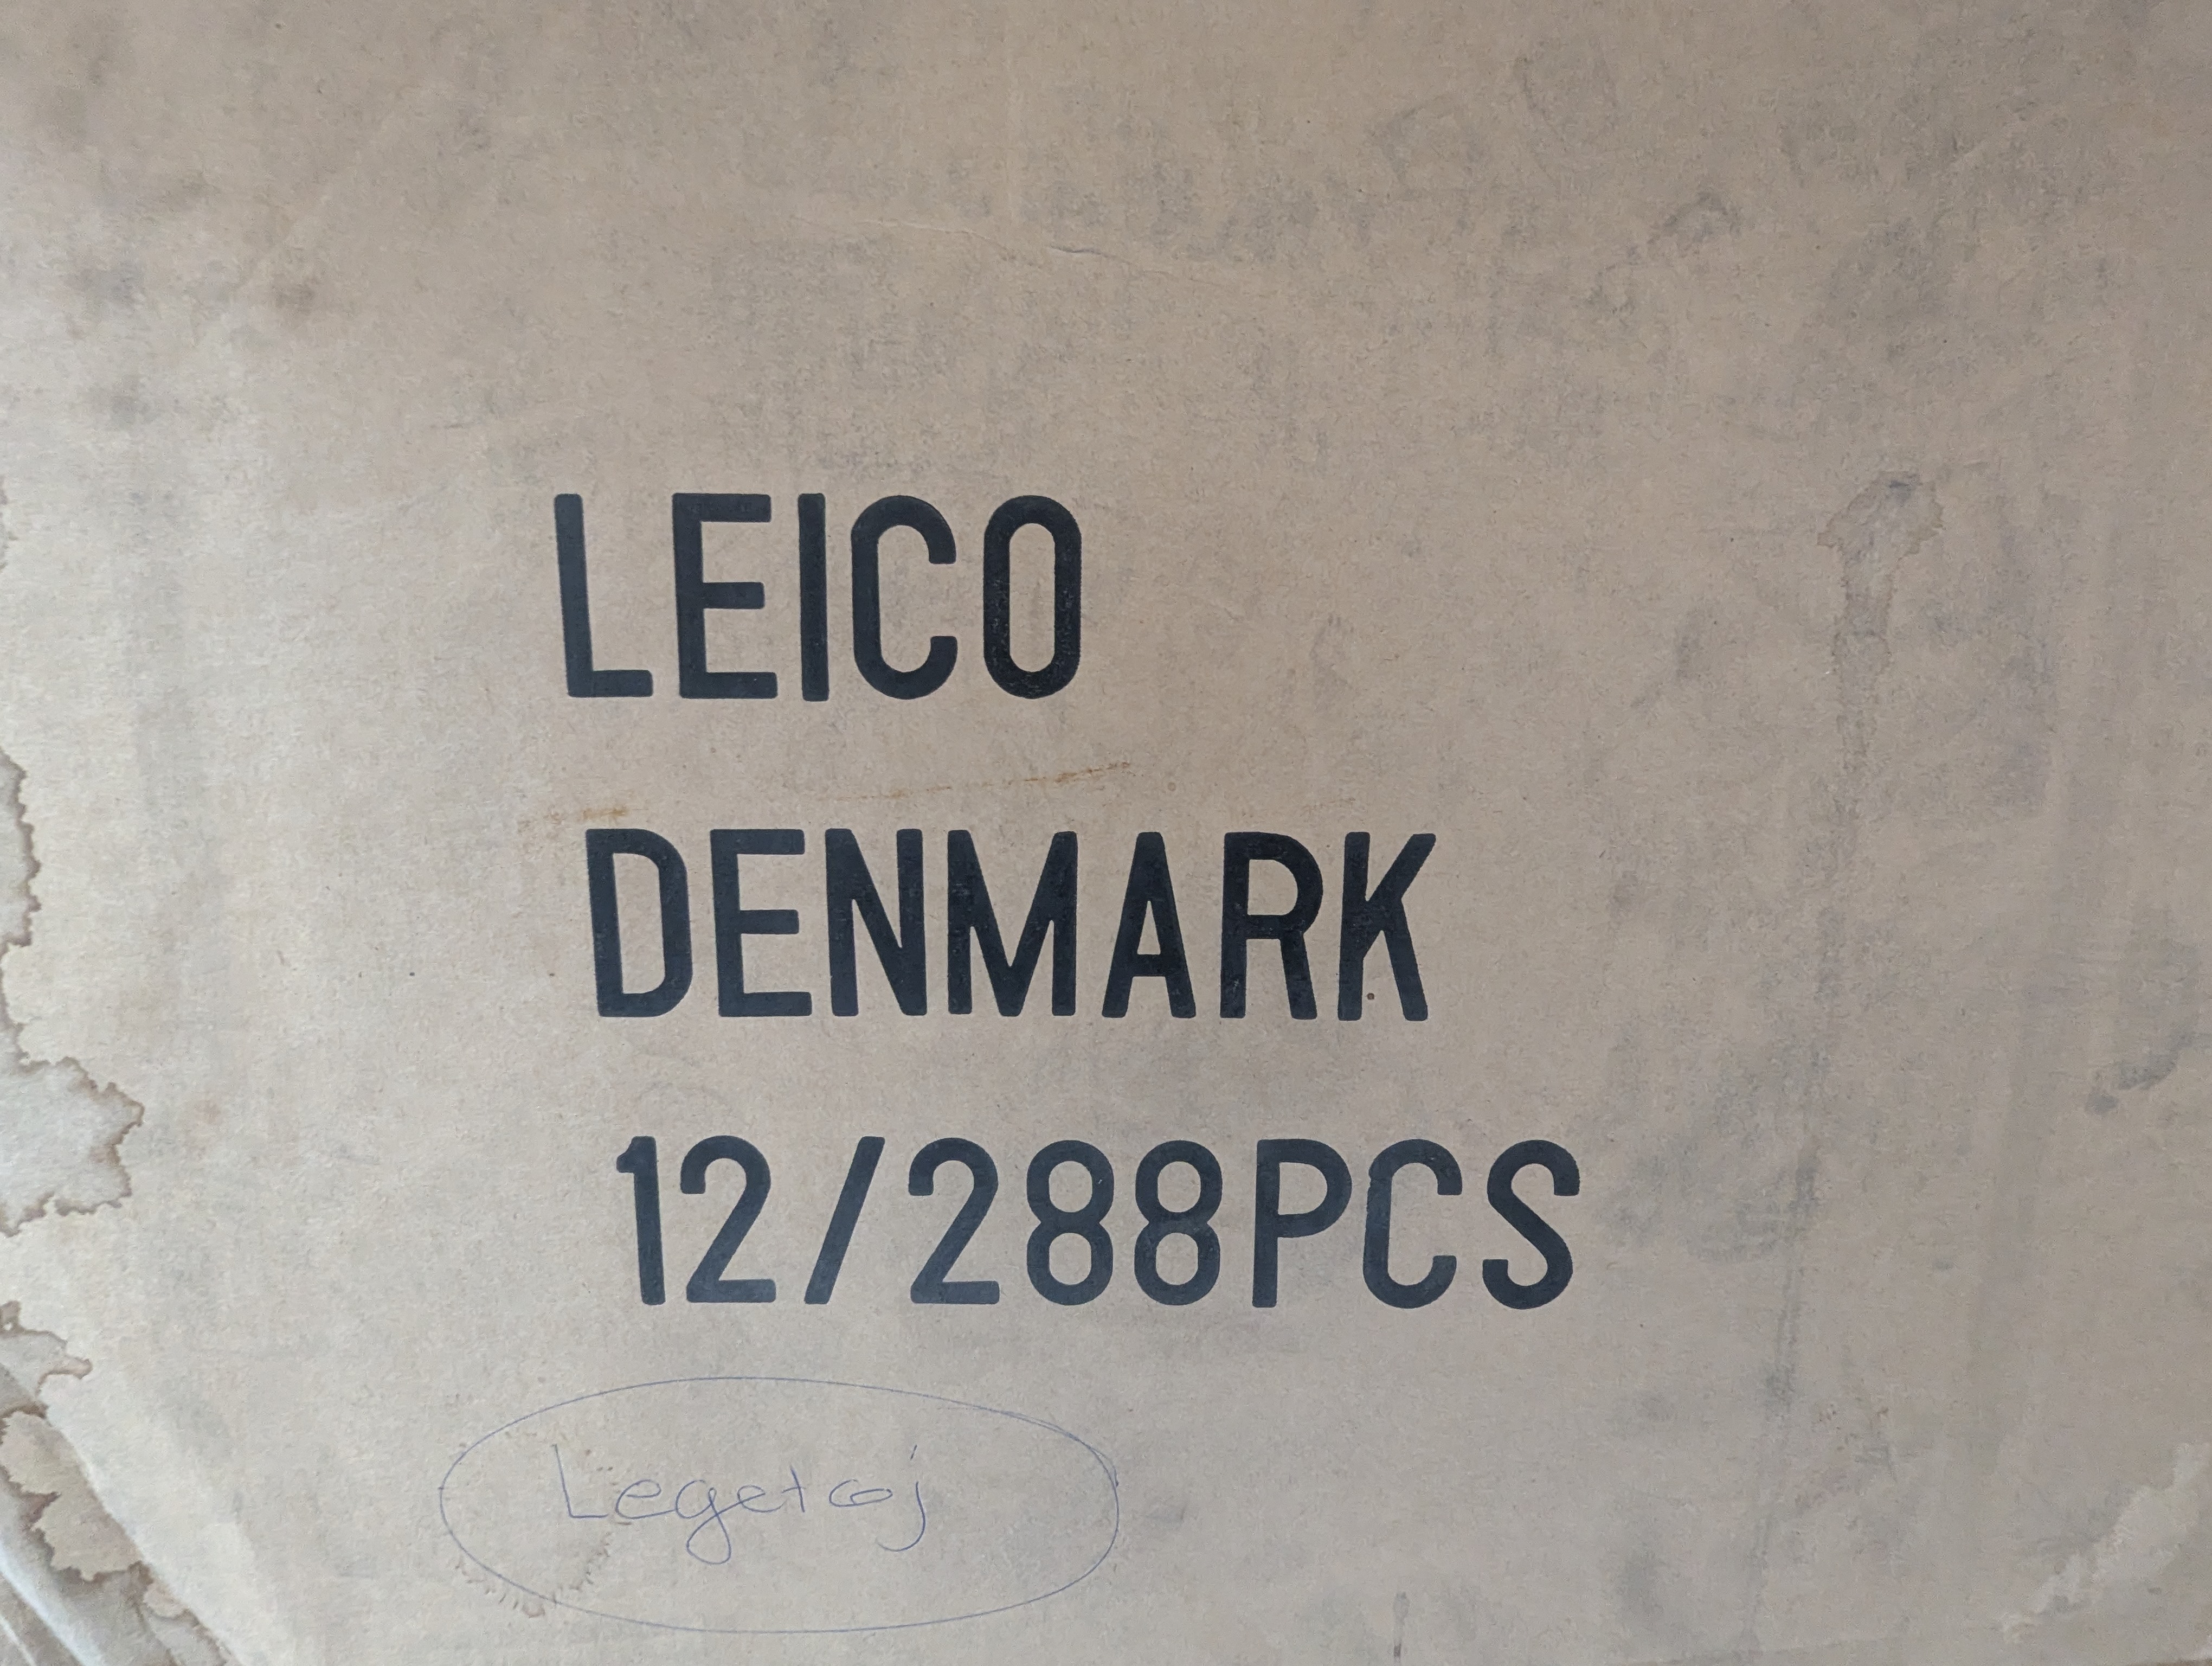 LEICO
DENMARK
12/288PCS
Legetøj